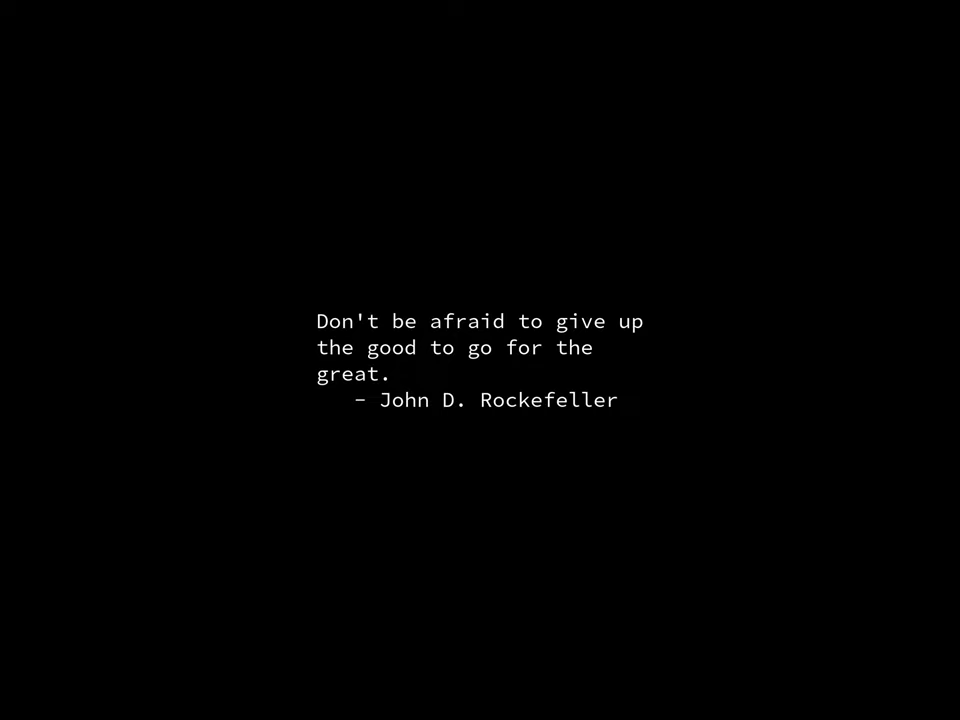 Don't be afraid to give up
the good to go for the
great.
– John D. Rockefeller